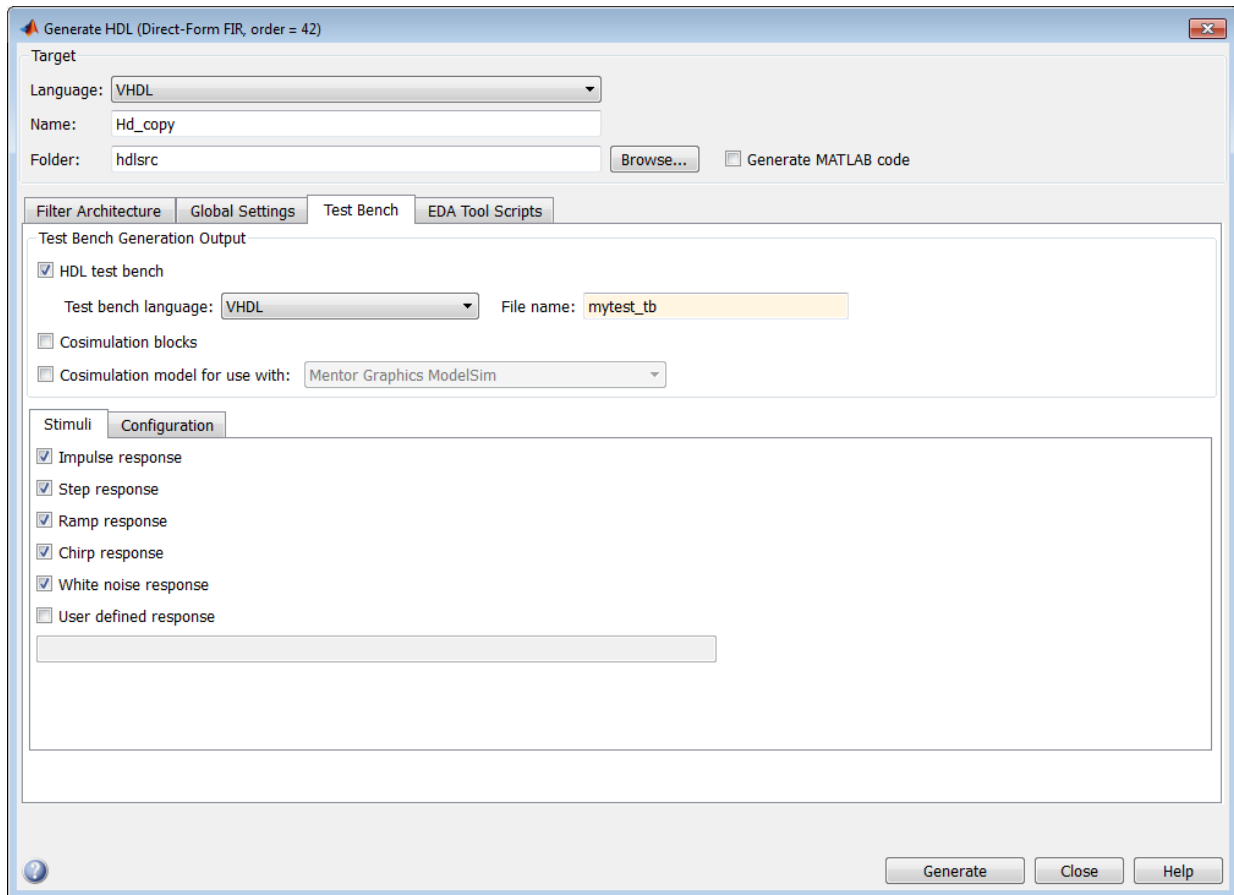 Generate HDL (Direct-Form FIR, order = 42)
Target
Language: VHDL
Name: Hd_copy
Folder: hdlsrc Browse... Generate MATLAB code
Filter Architecture Global Settings Test Bench EDA Tool Scripts
Test Bench Generation Output
HDL test bench
Test bench language: VHDL File name: mytest_tb
Cosimulation blocks
Cosimulation model for use with: Mentor Graphics ModelSim
Stimuli Configuration
Impulse response
Step response
Ramp response
Chirp response
White noise response
User defined response
? Generate Close Help